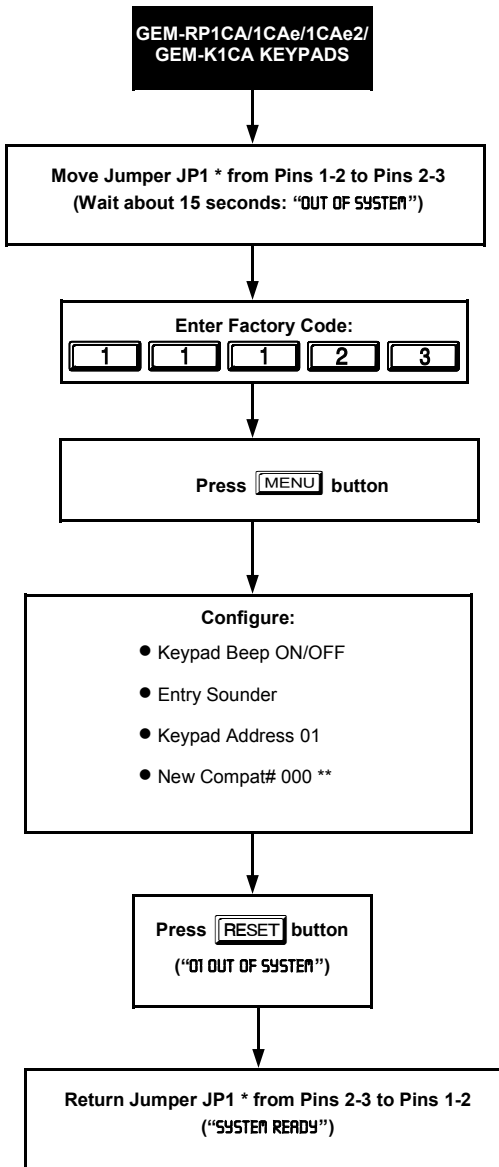 GEM-RP1CA/1CAe/1CAe2/
GEM-K1CA KEYPADS
Move Jumper JP1 * from Pins 1-2 to Pins 2-3
(Wait about 15 seconds: “OUT OF SYSTEM”)
Enter Factory Code:
1 1 1 2 3
Press MENU button
Configure:
● Keypad Beep ON/OFF
● Entry Sounder
● Keypad Address 01
● New Compat# 000 **
Press RESET button
(“01 OUT OF SYSTEM”)
Return Jumper JP1 * from Pins 2-3 to Pins 1-2
(“SYSTEM READY”)